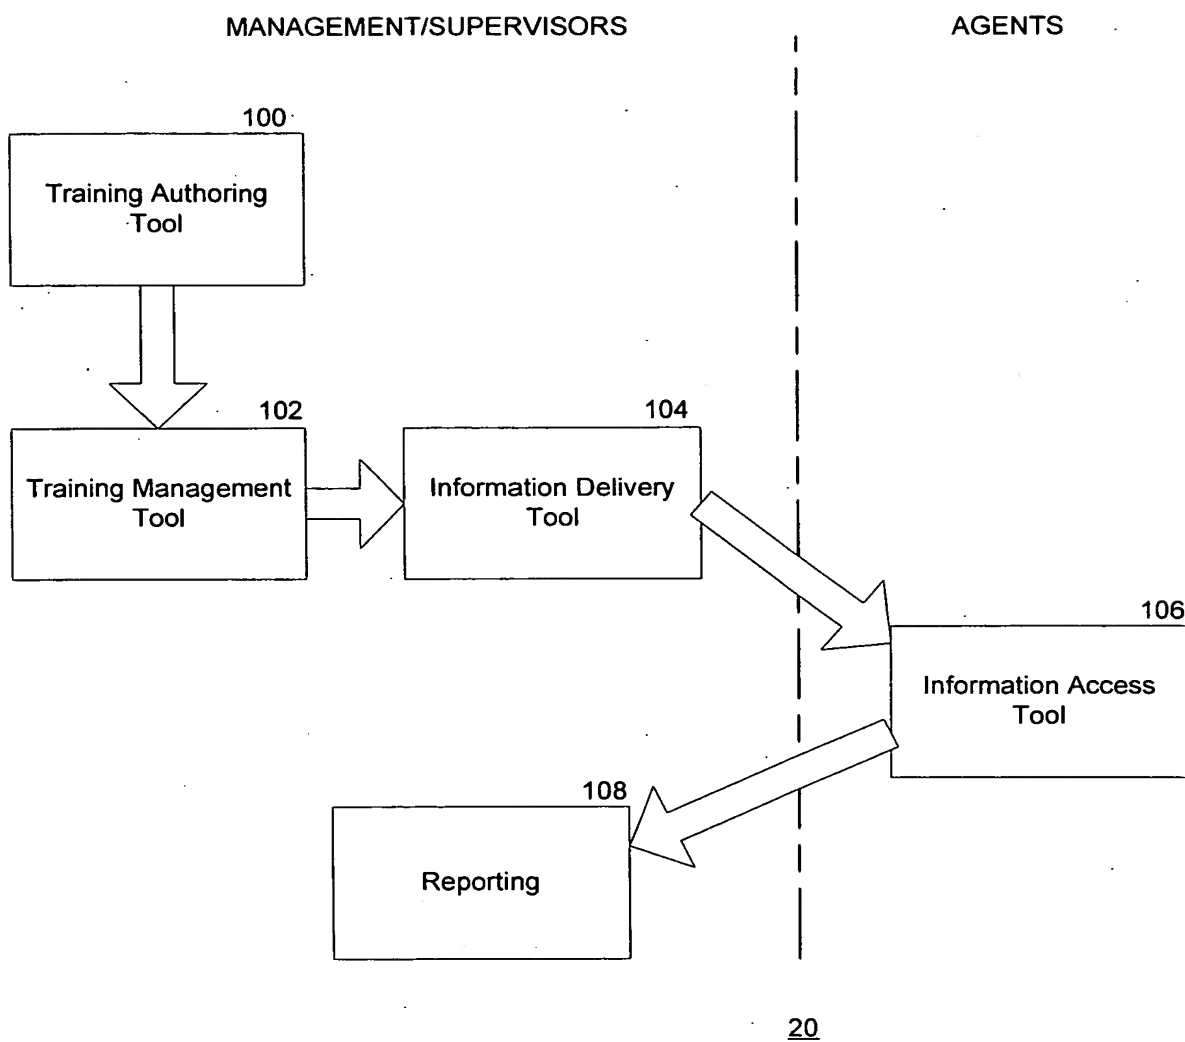 MANAGEMENT/SUPERVISORS
AGENTS
100
Training Authoring
Tool
102
Training Management
Tool
104
Information Delivery
Tool
106
Information Access
Tool
108
Reporting
20